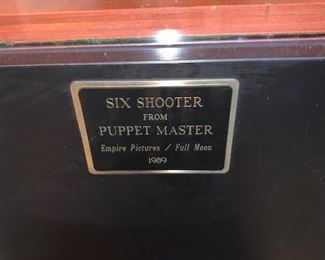 SIX SHOOTER
FROM
PUPPET MASTER
Empire Pictures / Full Moon
1989